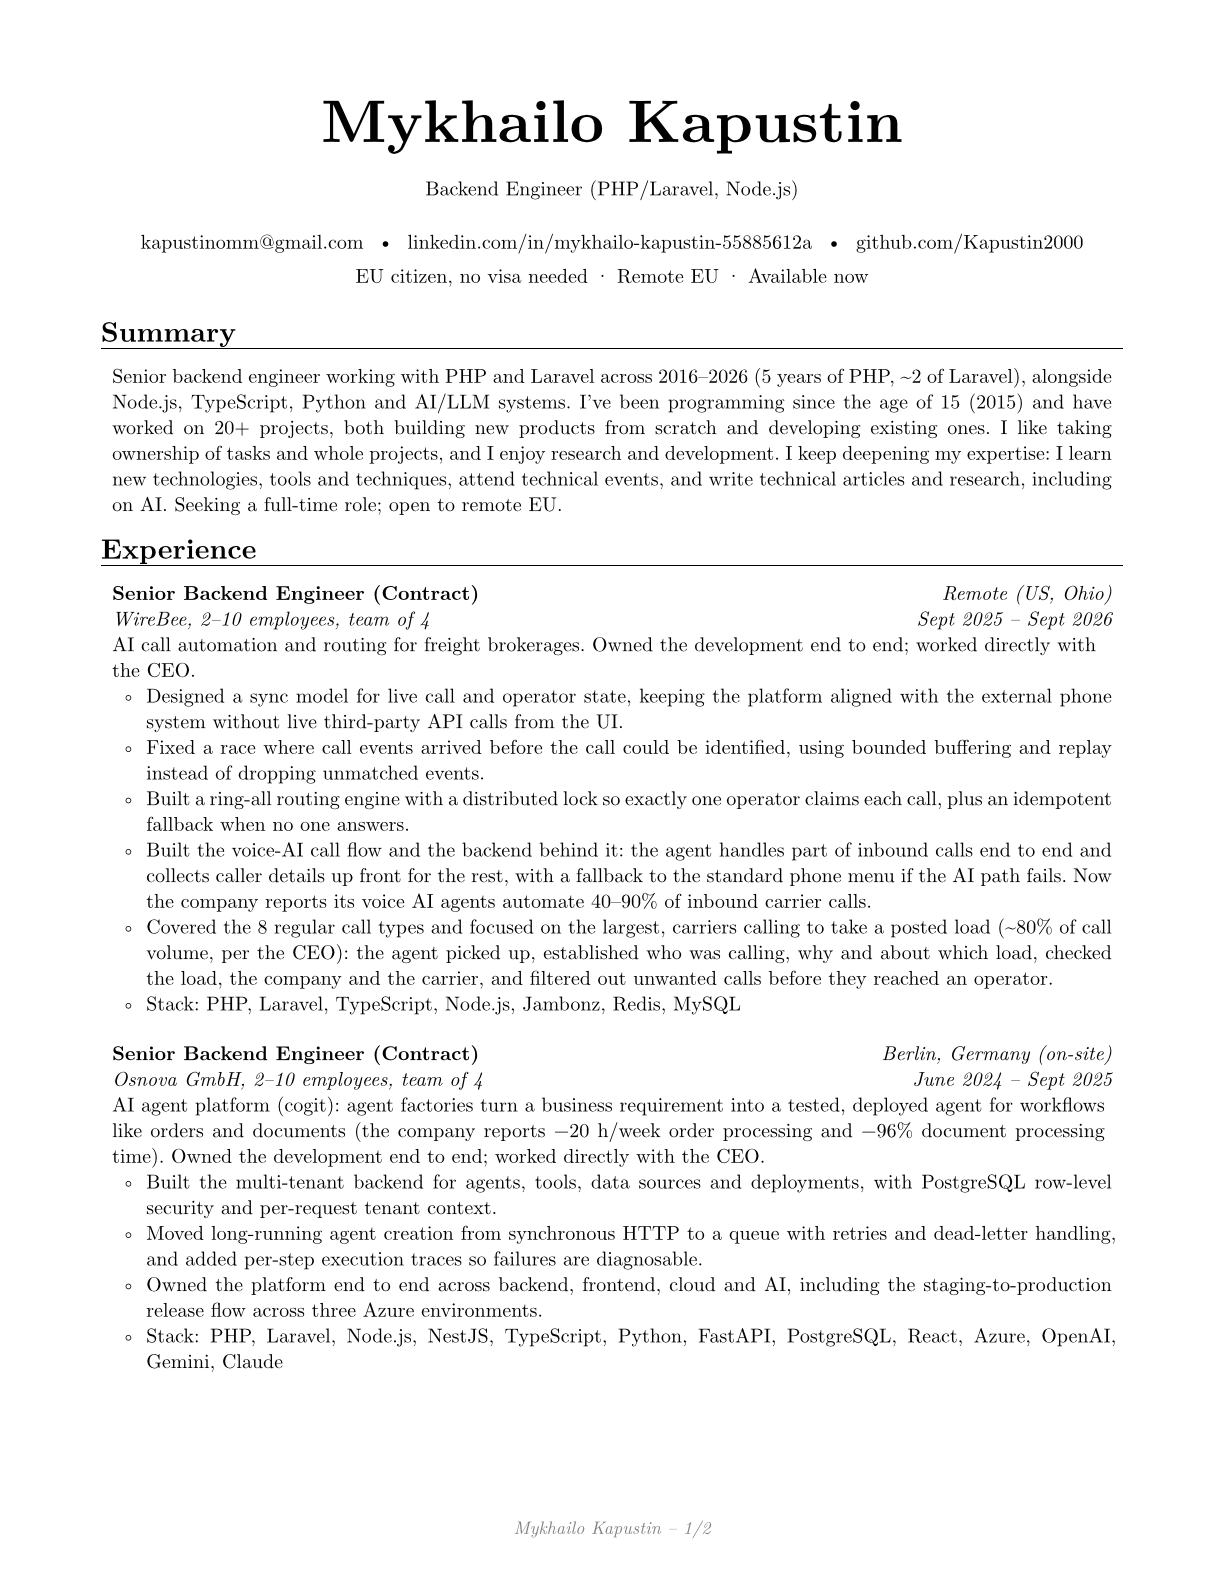 Mykhailo Kapustin
Backend Engineer (PHP/Laravel, Node.js)
kapustinomm@gmail.com • linkedin.com/in/mykhailo-kapustin-55885612a • github.com/Kapustin2000
EU citizen, no visa needed · Remote EU · Available now
Summary
Senior backend engineer working with PHP and Laravel across 2016–2026 (5 years of PHP, ~2 of Laravel), alongside
Node.js, TypeScript, Python and AI/LLM systems. I've been programming since the age of 15 (2015) and have
worked on 20+ projects, both building new products from scratch and developing existing ones. I like taking
ownership of tasks and whole projects, and I enjoy research and development. I keep deepening my expertise: I learn
new technologies, tools and techniques, attend technical events, and write technical articles and research, including
on AI. Seeking a full-time role; open to remote EU.
Experience
Senior Backend Engineer (Contract) Remote (US, Ohio)
WireBee, 2–10 employees, team of 4 Sept 2025 – Sept 2026
AI call automation and routing for freight brokerages. Owned the development end to end; worked directly with
the CEO.
◦ Designed a sync model for live call and operator state, keeping the platform aligned with the external phone
system without live third-party API calls from the UI.
◦ Fixed a race where call events arrived before the call could be identified, using bounded buffering and replay
instead of dropping unmatched events.
◦ Built a ring-all routing engine with a distributed lock so exactly one operator claims each call, plus an idempotent
fallback when no one answers.
◦ Built the voice-AI call flow and the backend behind it: the agent handles part of inbound calls end to end and
collects caller details up front for the rest, with a fallback to the standard phone menu if the AI path fails. Now
the company reports its voice AI agents automate 40–90% of inbound carrier calls.
◦ Covered the 8 regular call types and focused on the largest, carriers calling to take a posted load (~80% of call
volume, per the CEO): the agent picked up, established who was calling, why and about which load, checked
the load, the company and the carrier, and filtered out unwanted calls before they reached an operator.
◦ Stack: PHP, Laravel, TypeScript, Node.js, Jambonz, Redis, MySQL
Senior Backend Engineer (Contract) Berlin, Germany (on-site)
Osnova GmbH, 2–10 employees, team of 4 June 2024 – Sept 2025
AI agent platform (cogit): agent factories turn a business requirement into a tested, deployed agent for workflows
like orders and documents (the company reports −20 h/week order processing and −96% document processing
time). Owned the development end to end; worked directly with the CEO.
◦ Built the multi-tenant backend for agents, tools, data sources and deployments, with PostgreSQL row-level
security and per-request tenant context.
◦ Moved long-running agent creation from synchronous HTTP to a queue with retries and dead-letter handling,
and added per-step execution traces so failures are diagnosable.
◦ Owned the platform end to end across backend, frontend, cloud and AI, including the staging-to-production
release flow across three Azure environments.
◦ Stack: PHP, Laravel, Node.js, NestJS, TypeScript, Python, FastAPI, PostgreSQL, React, Azure, OpenAI,
Gemini, Claude
Mykhailo Kapustin – 1/2